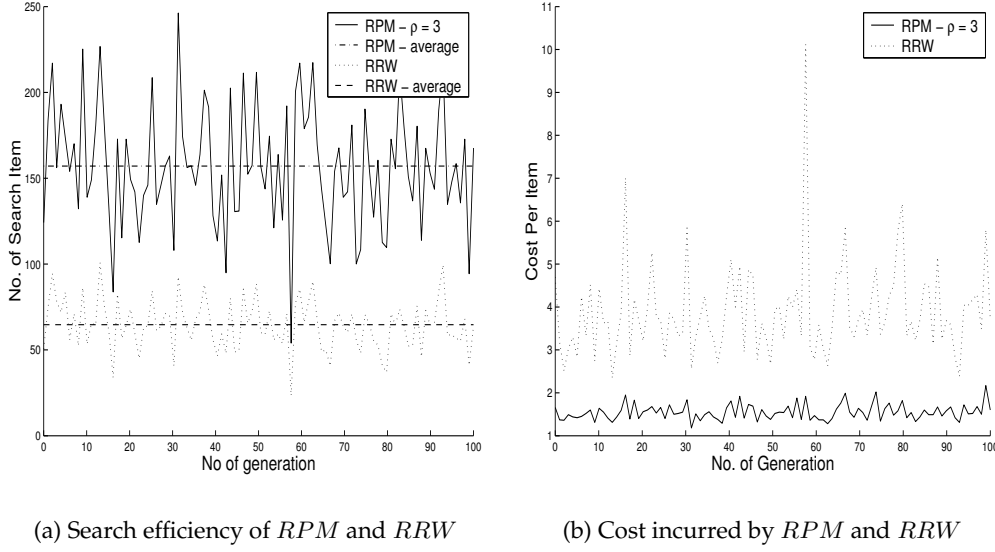 250
200
150
100
50
0
No. of Search Item
0 10 20 30 40 50 60 70 80 90 100
No of generation
RPM − ρ = 3
RPM − average
RRW
RRW − average
11
10
9
8
7
6
5
4
3
2
1
Cost Per Item
0 10 20 30 40 50 60 70 80 90 100
No. of Generation
RPM − ρ = 3
RRW
(a) Search efficiency of RPM and RRW
(b) Cost incurred by RPM and RRW